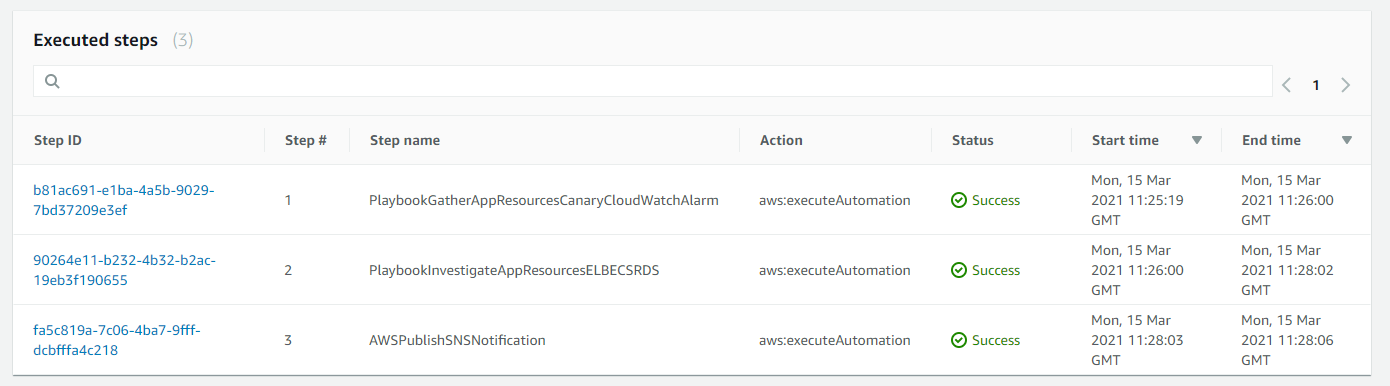 Executed steps (3)
1
Step ID Step # Step name Action Status Start time End time
b81ac691-e1ba-4a5b-9029-
7bd37209e3ef
1
PlaybookGatherAppResourcesCanaryCloudWatchAlarm
aws:executeAutomation
Success
Mon, 15 Mar
2021 11:25:19
GMT
Mon, 15 Mar
2021 11:26:00
GMT
90264e11-b232-4b32-b2ac-
19eb3f190655
2
PlaybookInvestigateAppResourcesELBECSRDS
aws:executeAutomation
Success
Mon, 15 Mar
2021 11:26:00
GMT
Mon, 15 Mar
2021 11:28:02
GMT
fa5c819a-7c06-4ba7-9fff-
dcbfffa4c218
3
AWSPublishSNSNotification
aws:executeAutomation
Success
Mon, 15 Mar
2021 11:28:03
GMT
Mon, 15 Mar
2021 11:28:06
GMT